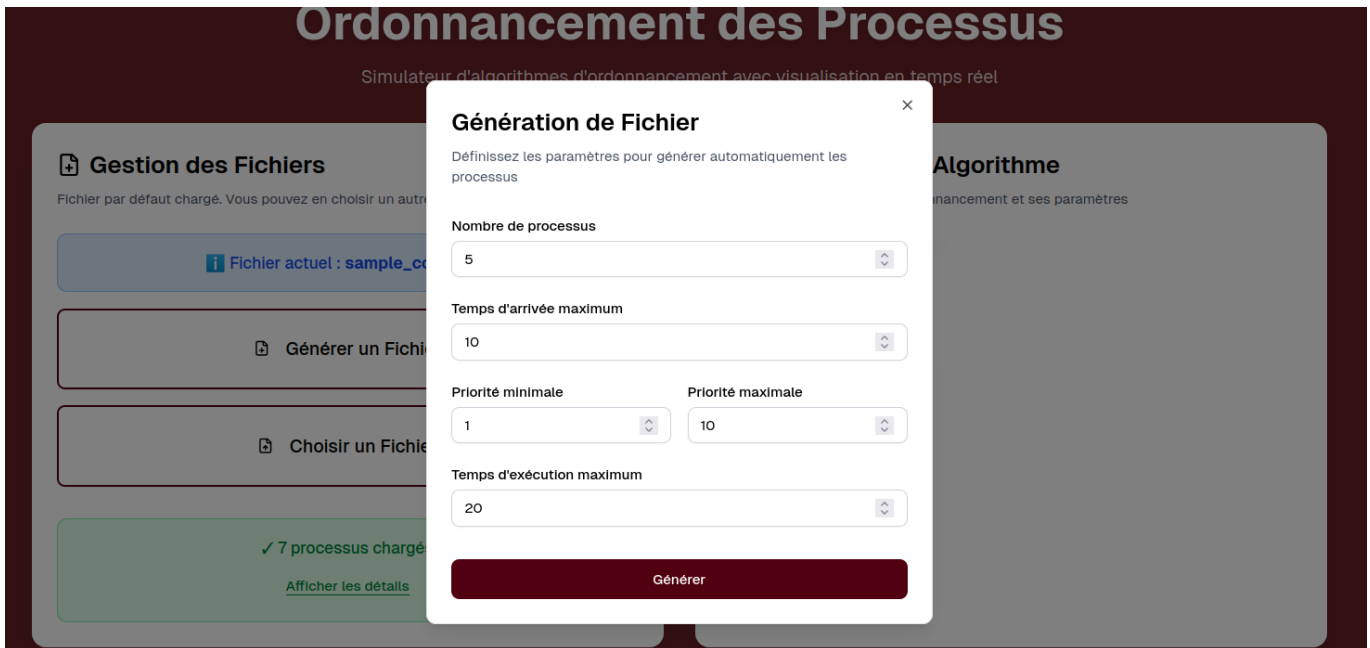 Ordonnancement des Processus
Simulateur d'algorithmes d'ordonnancement avec visualisation en temps réel
Gestion des Fichiers
Fichier par défaut chargé. Vous pouvez en choisir un autre
Fichier actuel : sample_co
Générer un Fichi
Choisir un Fichie
✓ 7 processus chargés
Afficher les détails
Génération de Fichier
Définissez les paramètres pour générer automatiquement les
processus
Nombre de processus
5
Temps d'arrivée maximum
10
Priorité minimale
Priorité maximale
1
10
Temps d'exécution maximum
20
Générer
Algorithme
et ses paramètres